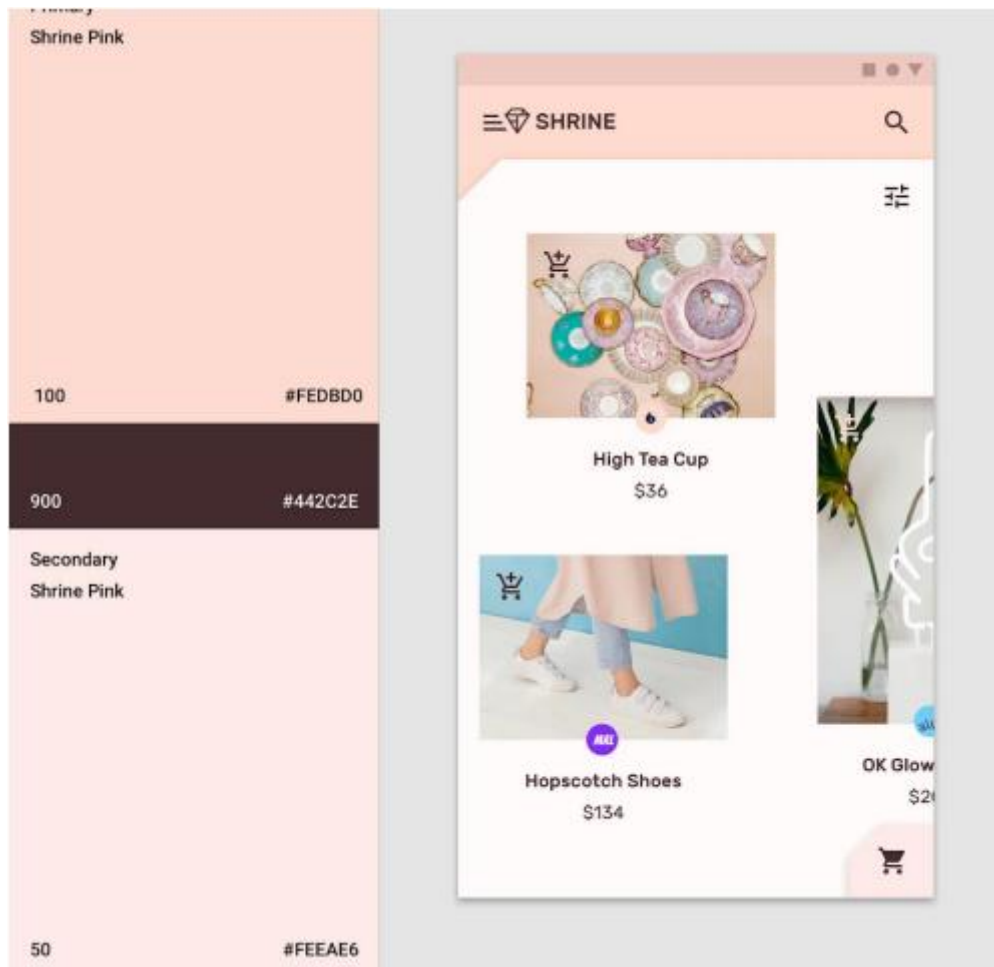 Primary
Shrine Pink
100 #FEDBD0
900 #442C2E
Secondary
Shrine Pink
50 #FEEAE6
SHRINE
High Tea Cup
$36
Hopscotch Shoes
$134
OK Glow